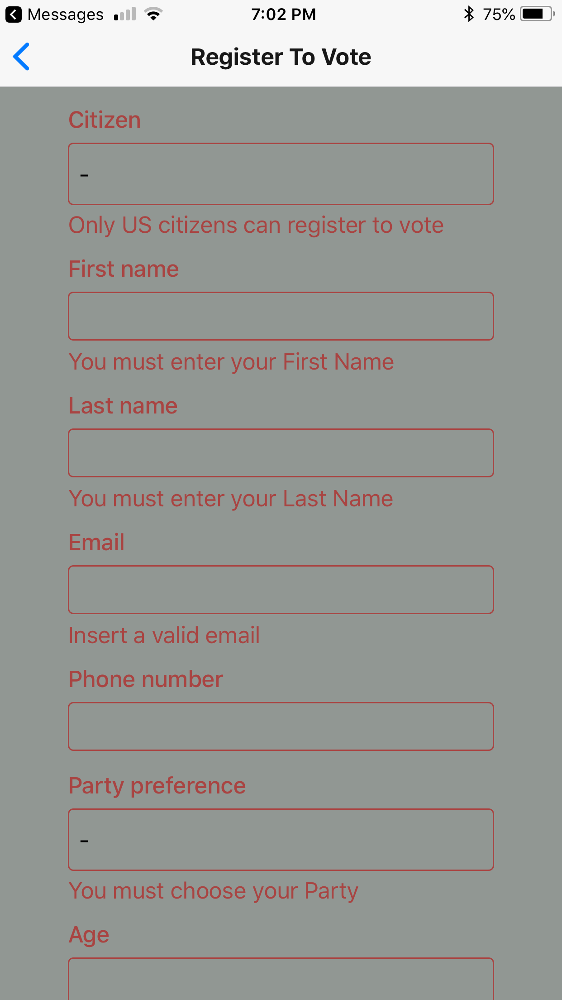 Messages 7:02 PM 75%
Register To Vote
Citizen
-
Only US citizens can register to vote
First name
You must enter your First Name
Last name
You must enter your Last Name
Email
Insert a valid email
Phone number
Party preference
-
You must choose your Party
Age